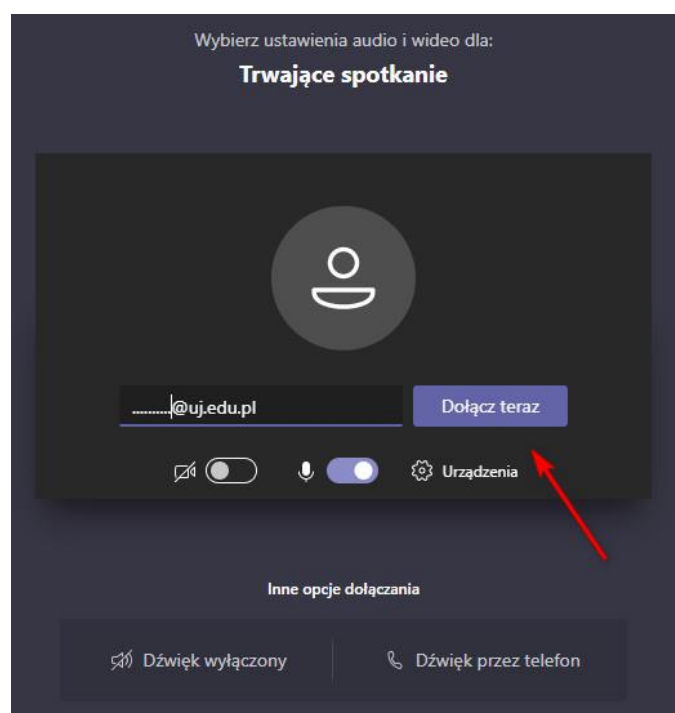 Wybierz ustawienia audio i wideo dla:
Trwające spotkanie
..........@uj.edu.pl
Dołącz teraz
Urządzenia
Inne opcje dołączania
Dźwięk wyłączony
Dźwięk przez telefon